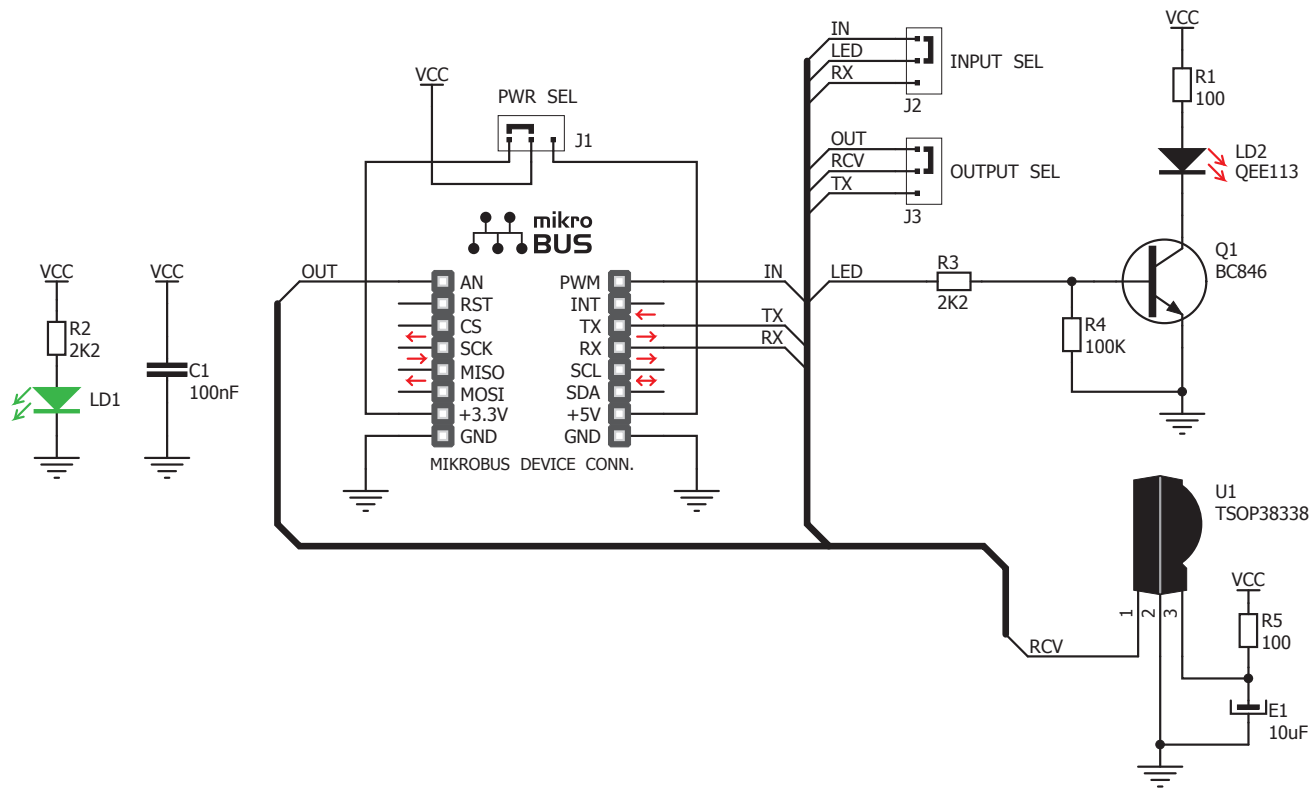 IN
LED
RX
INPUT SEL
J2
VCC
R1
100
VCC
PWR SEL
J1
OUT
RCV
TX
OUTPUT SEL
J3
LD2
QEE113
mikro
BUS
Q1
BC846
VCC
VCC
OUT
AN
PWM
IN
LED
R3
2K2
RST
INT
CS
TX
TX
SCK
RX
RX
MISO
SCL
MOSI
SDA
+3.3V
+5V
GND
GND
MIKROBUS DEVICE CONN.
R2
2K2
LD1
C1
100nF
R4
100K
U1
TSOP38338
1
2
3
VCC
R5
100
RCV
E1
10uF